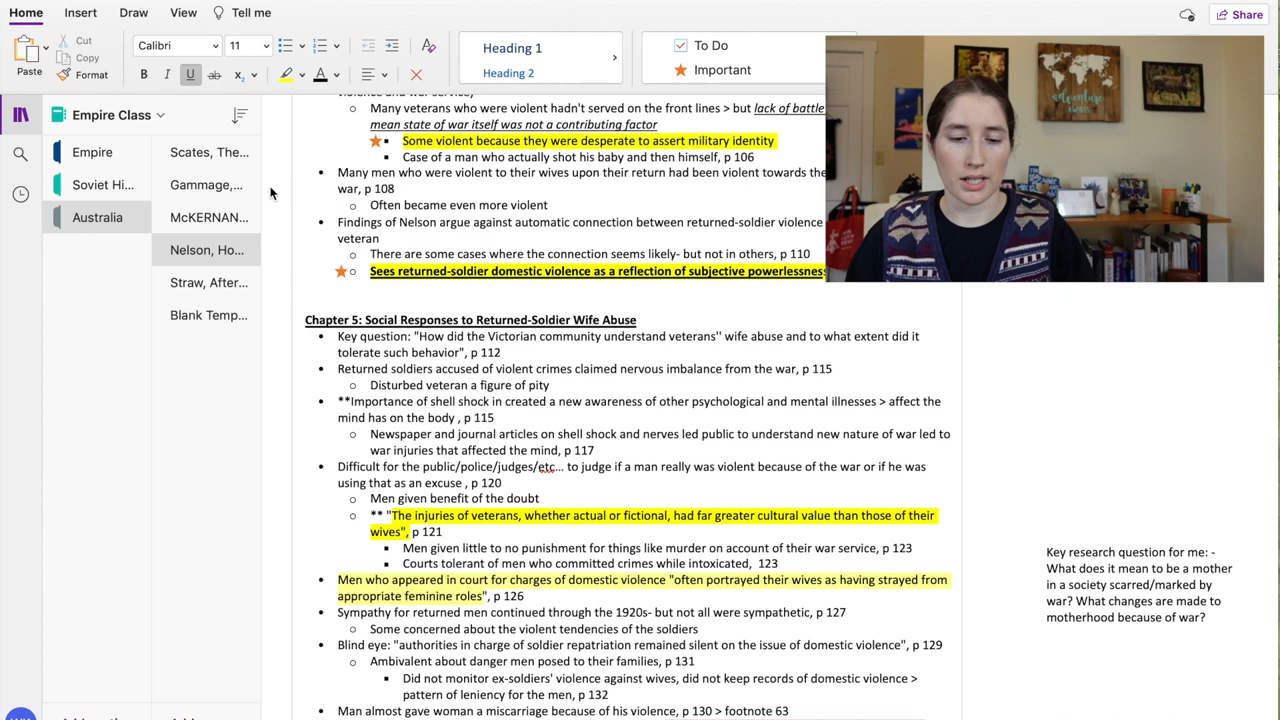 Home Insert Draw View Tell me
Share
Paste
Cut
Copy
Format
Calibri 11
B I U ab x2 A
Heading 1
Heading 2
To Do
Important
Empire Class
Empire
Soviet Hi...
Australia
Scates, The...
Gammage,...
McKERNAN...
Nelson, Ho...
Straw, After...
Blank Temp...
Many veterans who were violent hadn't served on the front lines > but lack of battle
mean state of war itself was not a contributing factor
Some violent because they were desperate to assert military identity
Case of a man who actually shot his baby and then himself, p 106
Many men who were violent to their wives upon their return had been violent towards the
war, p 108
Often became even more violent
Findings of Nelson argue against automatic connection between returned-soldier violence
veteran
There are some cases where the connection seems likely- but not in others, p 110
Sees returned-soldier domestic violence as a reflection of subjective powerlessness
Chapter 5: Social Responses to Returned-Soldier Wife Abuse
Key question: "How did the Victorian community understand veterans'' wife abuse and to what extent did it
tolerate such behavior", p 112
Returned soldiers accused of violent crimes claimed nervous imbalance from the war, p 115
Disturbed veteran a figure of pity
**Importance of shell shock in created a new awareness of other psychological and mental illnesses > affect the
mind has on the body , p 115
Newspaper and journal articles on shell shock and nerves led public to understand new nature of war led to
war injuries that affected the mind, p 117
Difficult for the public/police/judges/etc... to judge if a man really was violent because of the war or if he was
using that as an excuse , p 120
Men given benefit of the doubt
** "The injuries of veterans, whether actual or fictional, had far greater cultural value than those of their
wives", p 121
Men given little to no punishment for things like murder on account of their war service, p 123
Courts tolerant of men who committed crimes while intoxicated, 123
Men who appeared in court for charges of domestic violence "often portrayed their wives as having strayed from
appropriate feminine roles", p 126
Sympathy for returned men continued through the 1920s- but not all were sympathetic, p 127
Some concerned about the violent tendencies of the soldiers
Blind eye: "authorities in charge of soldier repatriation remained silent on the issue of domestic violence", p 129
Ambivalent about danger men posed to their families, p 131
Did not monitor ex-soldiers' violence against wives, did not keep records of domestic violence >
pattern of leniency for the men, p 132
Man almost gave woman a miscarriage because of his violence, p 130 > footnote 63
Key research question for me: -
What does it mean to be a mother
in a society scarred/marked by
war? What changes are made to
motherhood because of war?
adventure